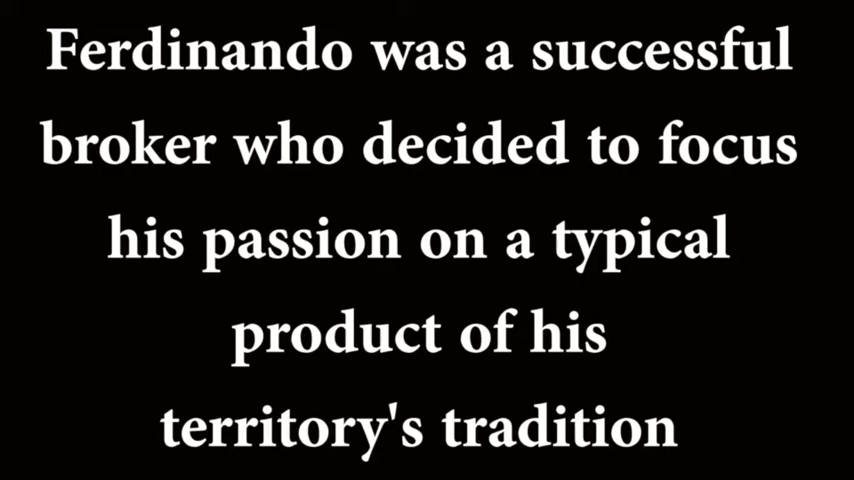 Ferdinando was a successful
broker who decided to focus
his passion on a typical
product of his
territory's tradition